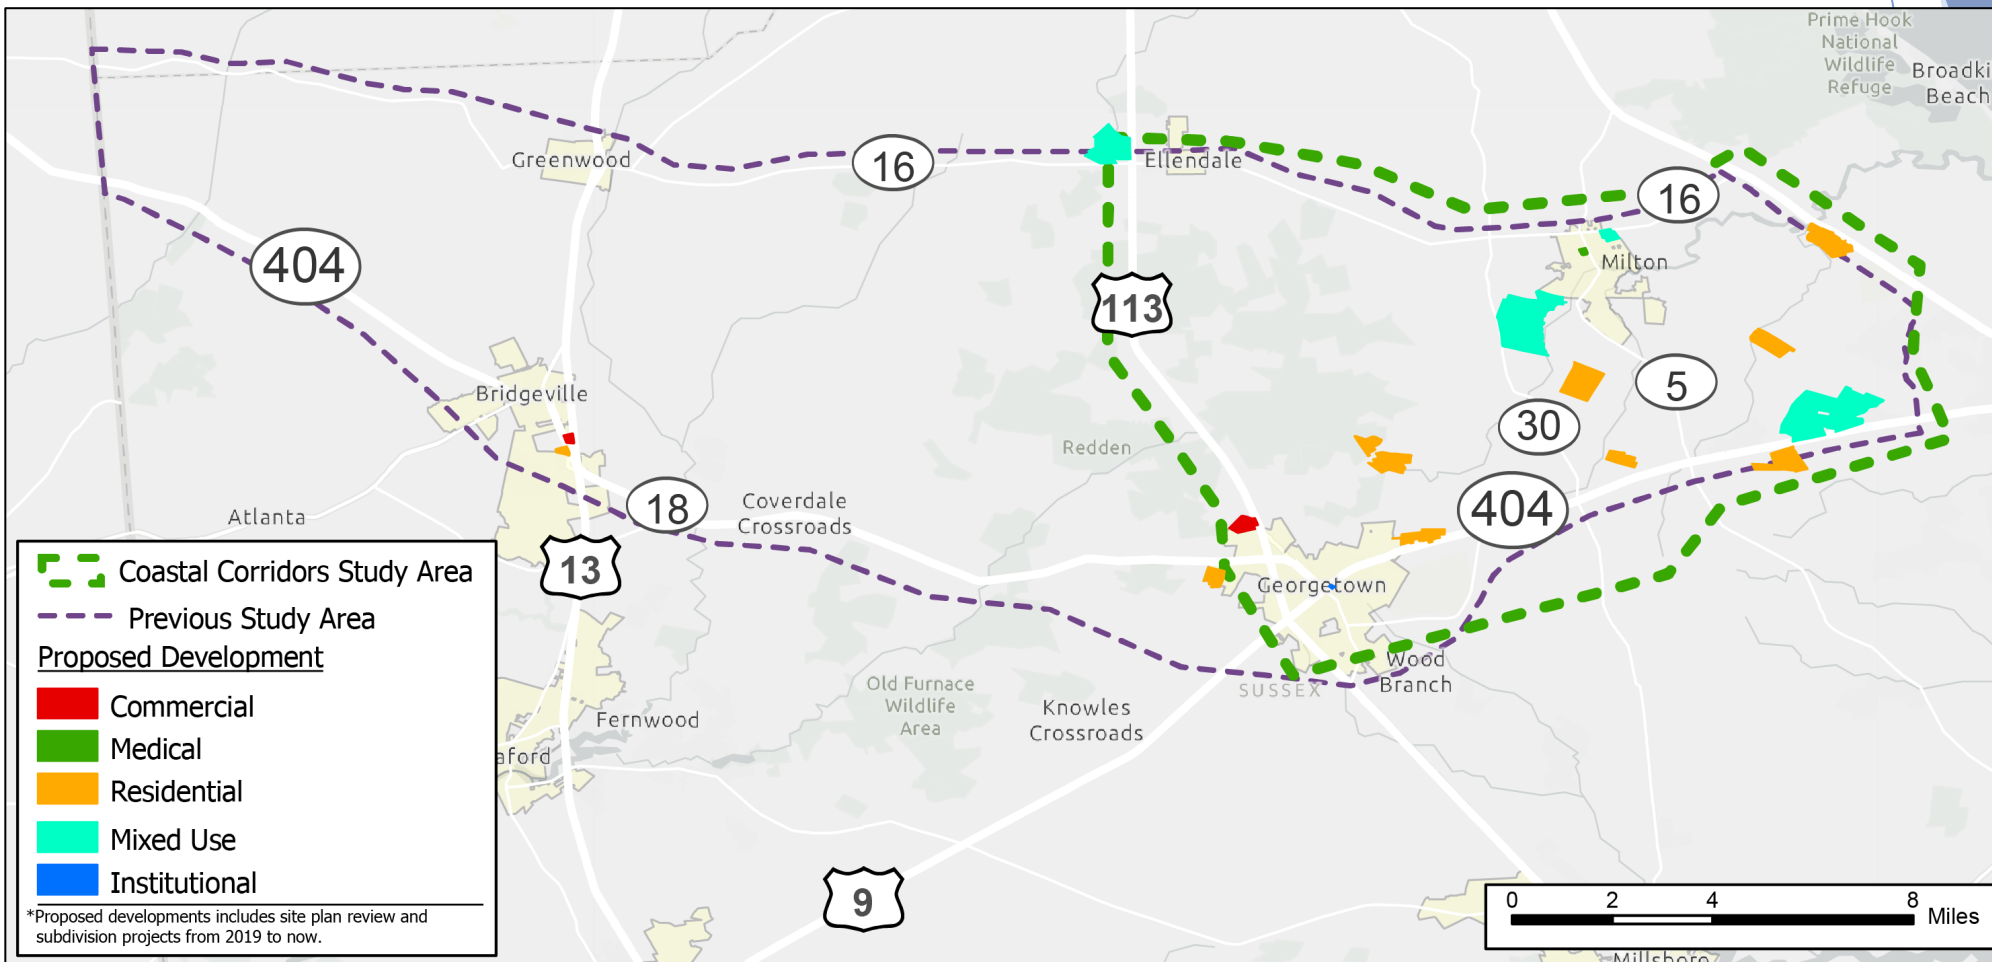 Prime Hook
National
Wildlife
Refuge
Broadki
Beach
Greenwood
16
Ellendale
16
404
Milton
113
Bridgeville
5
30
Redden
18
Coverdale
Crossroads
404
Atlanta
13
Georgetown
Wood
Branch
SUSSEX
Old Furnace
Wildlife
Area
Knowles
Crossroads
Fernwood
aford
9
Millsboro
Coastal Corridors Study Area
Previous Study Area
Proposed Development
Commercial
Medical
Residential
Mixed Use
Institutional
*Proposed developments includes site plan review and
subdivision projects from 2019 to now.
0 2 4 8 Miles